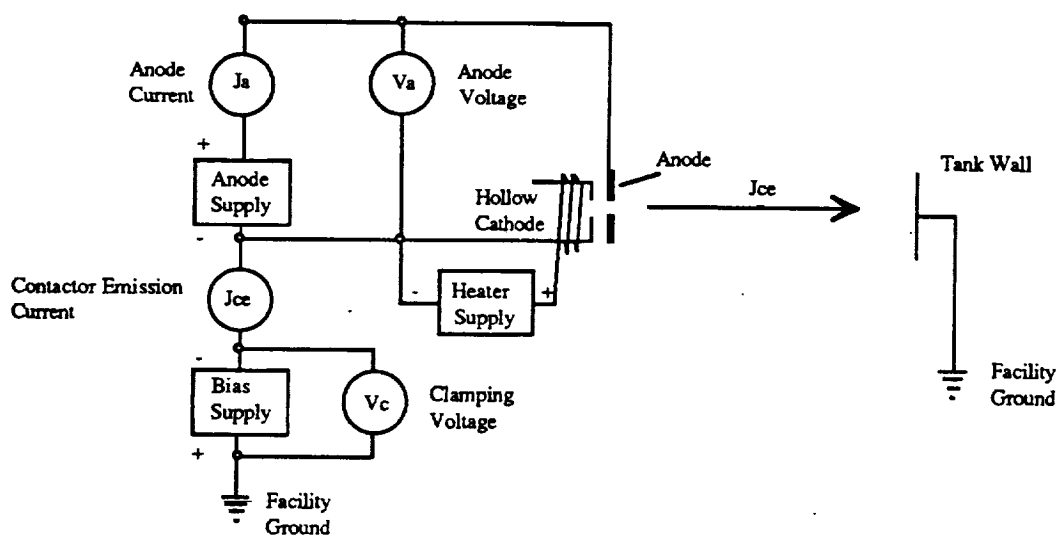 Anode
Current
Ja
Va
Anode
Voltage
+
Anode
Supply
-
Hollow
Cathode
Anode
Jce
Tank Wall
Contactor Emission
Current
Jce
-
Heater
Supply
+
-
Bias
Supply
+
Vc
Clamping
Voltage
Facility
Ground
Facility
Ground